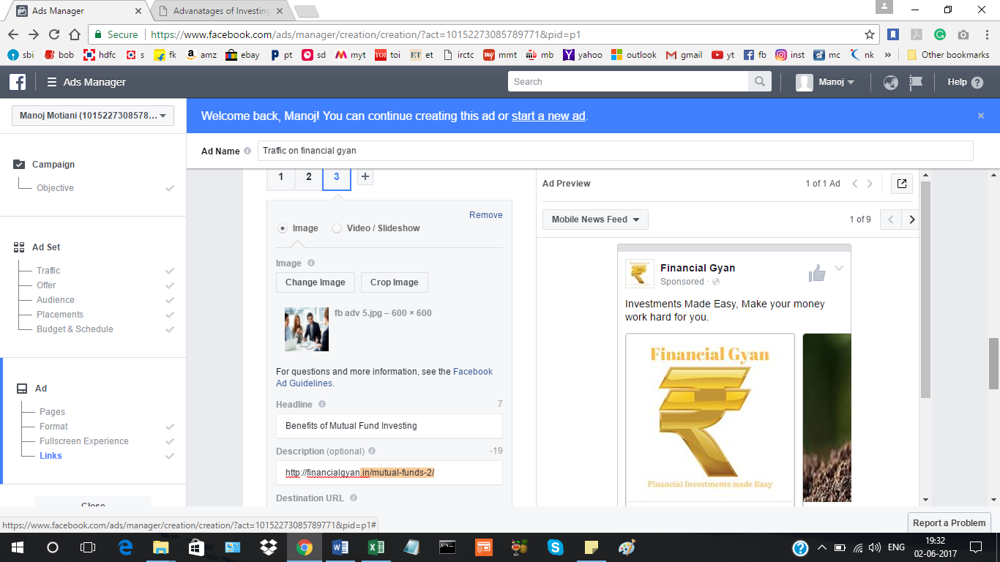 Ads Manager
Advanatages of Investing
Secure https://www.facebook.com/ads/manager/creation/creation/?act=10152273085789771&pid=p1
sbi bob hdfc s fk amz ebay pt sd myt toi et irctc mmt mb yahoo outlook gmail yt fb inst mc nk » Other bookmarks
Ads Manager Search Manoj Help ?
Manoj Motiani (1015227308578...
Welcome back, Manoj! You can continue creating this ad or start a new ad.
Ad Name Traffic on financial gyan
Campaign
Objective
Ad Set
Traffic
Offer
Audience
Placements
Budget & Schedule
Ad
Pages
Format
Fullscreen Experience
Links
Close
1 2 3 +
Remove
Image Video / Slideshow
Image
Change Image Crop Image
fb adv 5.jpg – 600 × 600
For questions and more information, see the Facebook
Ad Guidelines.
Headline 7
Benefits of Mutual Fund Investing
Description (optional) -19
http://financialgyan.in/mutual-funds-2/
Destination URL
Ad Preview 1 of 1 Ad
Mobile News Feed 1 of 9
Financial Gyan
Sponsored ·
Investments Made Easy, Make your money
work hard for you.
Financial Gyan
Financial Investments made Easy
https://www.facebook.com/ads/manager/creation/creation/?act=10152273085789771&pid=p1#
Report a Problem
ENG
19:32
02-06-2017